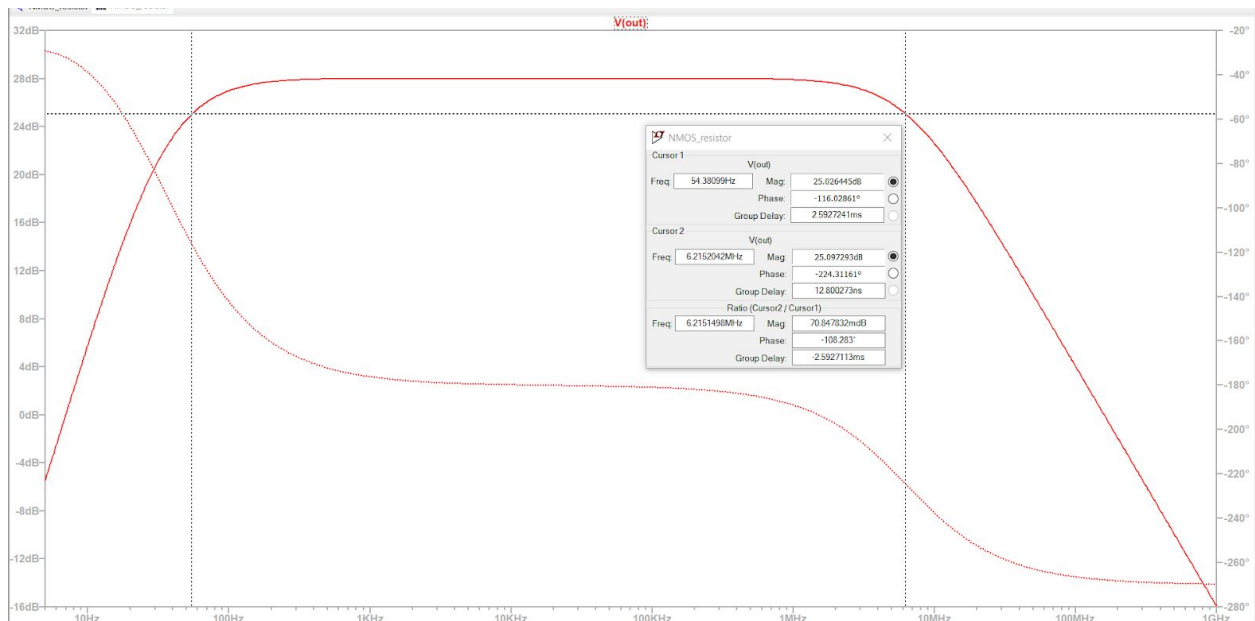 V(out)
32dB
28dB
24dB
20dB
16dB
12dB
8dB
4dB
0dB
-4dB
-8dB
-12dB
-16dB
-20°
-40°
-60°
-80°
-100°
-120°
-140°
-160°
-180°
-200°
-220°
-240°
-260°
-280°
NMOS_resistor
Cursor 1
V(out)
Freq: 54.38099Hz Mag: 25.026445dB
Phase: -116.02861°
Group Delay: 2.5927241ms
Cursor 2
V(out)
Freq: 6.2152042MHz Mag: 25.097293dB
Phase: -224.31161°
Group Delay: 12.800273ns
Ratio (Cursor2 / Cursor1)
Freq: 6.2151498MHz Mag: 70.847832mdB
Phase: -108.283°
Group Delay: -2.5927113ms
10Hz 100Hz 1KHz 10KHz 100KHz 1MHz 10MHz 100MHz 1GHz